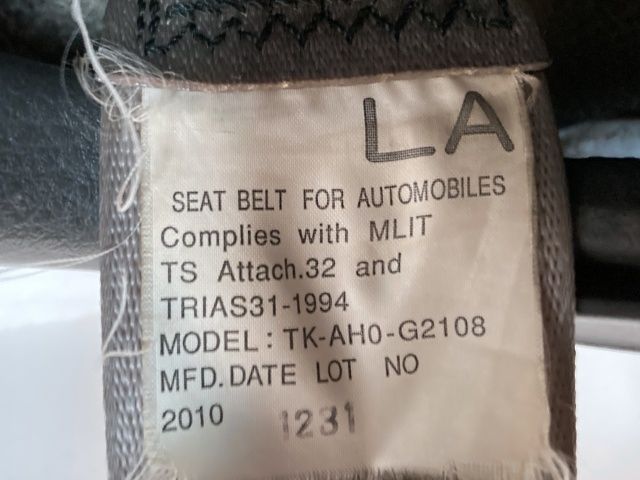 LA
SEAT BELT FOR AUTOMOBILES
Complies with MLIT
TS Attach.32 and
TRIAS31-1994
MODEL: TK-AH0-G2108
MFD.DATE LOT NO
2010 1231